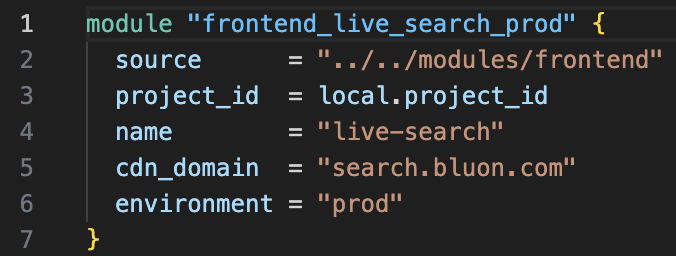 1 module "frontend_live_search_prod" {
2   source      = "../../modules/frontend"
3   project_id  = local.project_id
4   name        = "live-search"
5   cdn_domain  = "search.bluon.com"
6   environment = "prod"
7 }